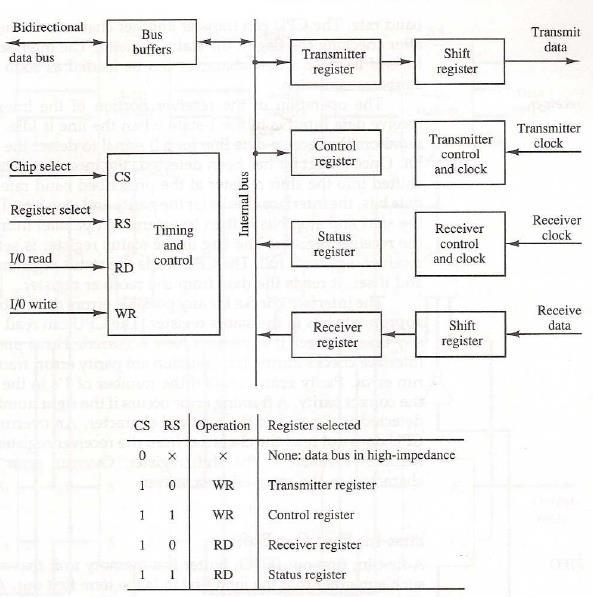 Bidirectional
data bus
Bus
buffers
Transmitter
register
Shift
register
Transmit
data
Internal bus
Control
register
Transmitter
control
and clock
Transmitter
clock
Chip select
CS
Register select
RS
Timing
and
control
I/0 read
RD
I/0 write
WR
Status
register
Receiver
control
and clock
Receiver
clock
Receiver
register
Shift
register
Receive
data
CS RS Operation Register selected
0 × × None: data bus in high-impedance
1 0 WR Transmitter register
1 1 WR Control register
1 0 RD Receiver register
1 1 RD Status register